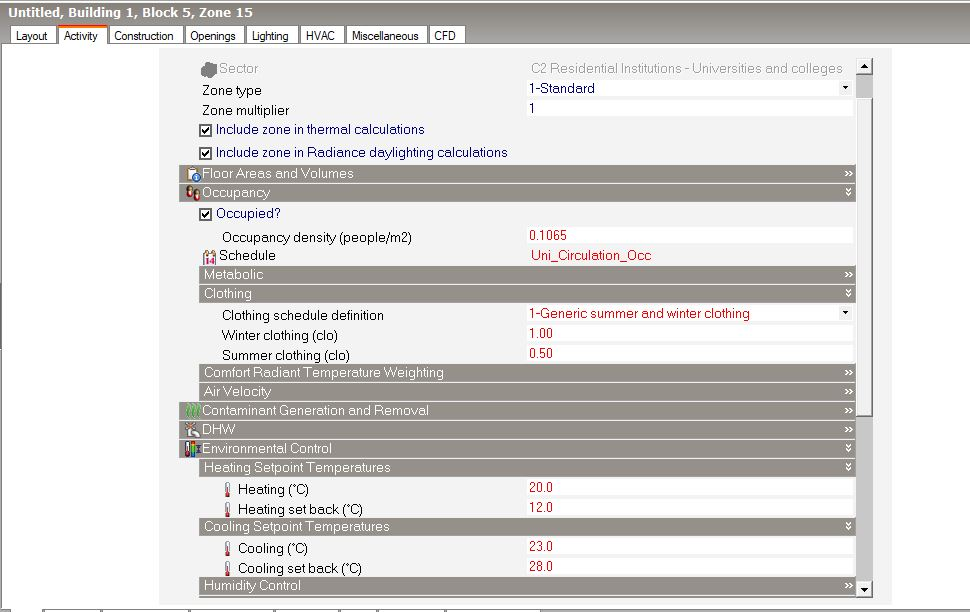 Untitled, Building 1, Block 5, Zone 15
Layout Activity Construction Openings Lighting HVAC Miscellaneous CFD
Sector C2 Residential Institutions - Universities and colleges
Zone type 1-Standard
Zone multiplier 1
Include zone in thermal calculations
Include zone in Radiance daylighting calculations
Floor Areas and Volumes »
Occupancy
Occupied?
Occupancy density (people/m2) 0.1065
Schedule Uni_Circulation_Occ
Metabolic »
Clothing
Clothing schedule definition 1-Generic summer and winter clothing
Winter clothing (clo) 1.00
Summer clothing (clo) 0.50
Comfort Radiant Temperature Weighting »
Air Velocity »
Contaminant Generation and Removal »
DHW »
Environmental Control
Heating Setpoint Temperatures
Heating (°C) 20.0
Heating set back (°C) 12.0
Cooling Setpoint Temperatures
Cooling (°C) 23.0
Cooling set back (°C) 28.0
Humidity Control »